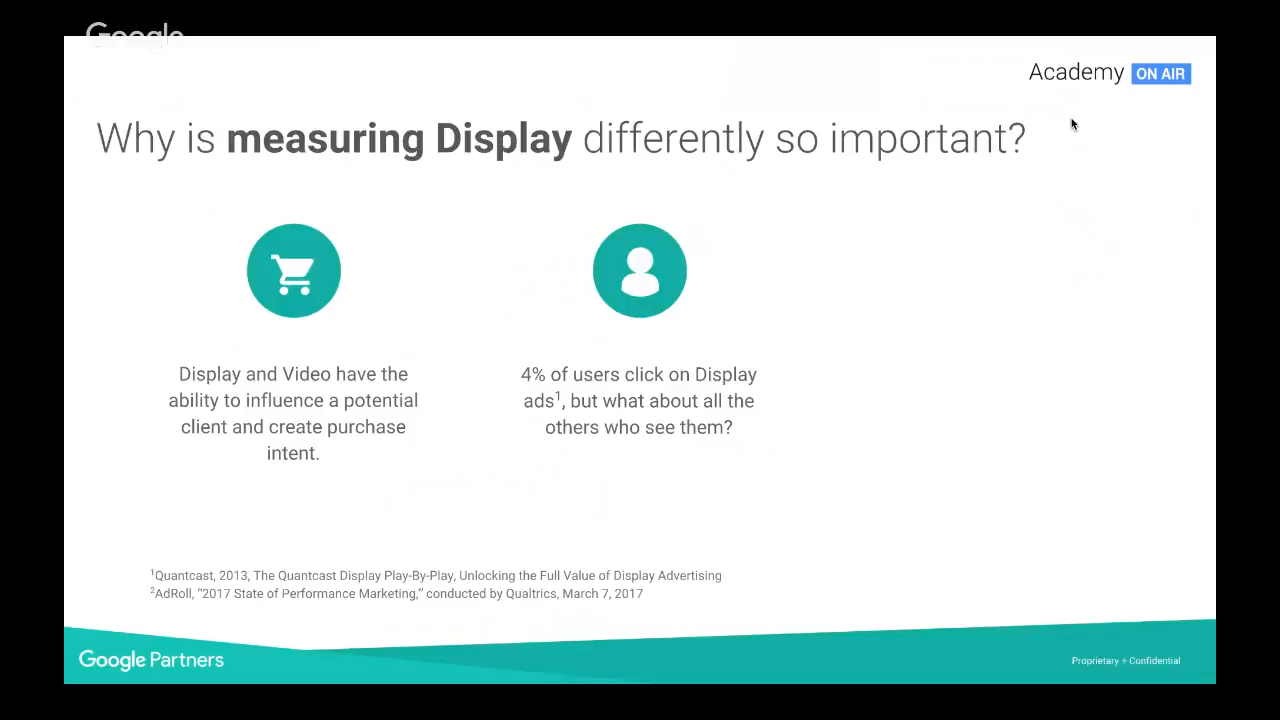 Google
Academy ON AIR
Why is measuring Display differently so important?
Display and Video have the
ability to influence a potential
client and create purchase
intent.
4% of users click on Display
ads¹, but what about all the
others who see them?
¹Quantcast, 2013, The Quantcast Display Play-By-Play, Unlocking the Full Value of Display Advertising
²AdRoll, “2017 State of Performance Marketing,” conducted by Qualtrics, March 7, 2017
Google Partners
Proprietary + Confidential